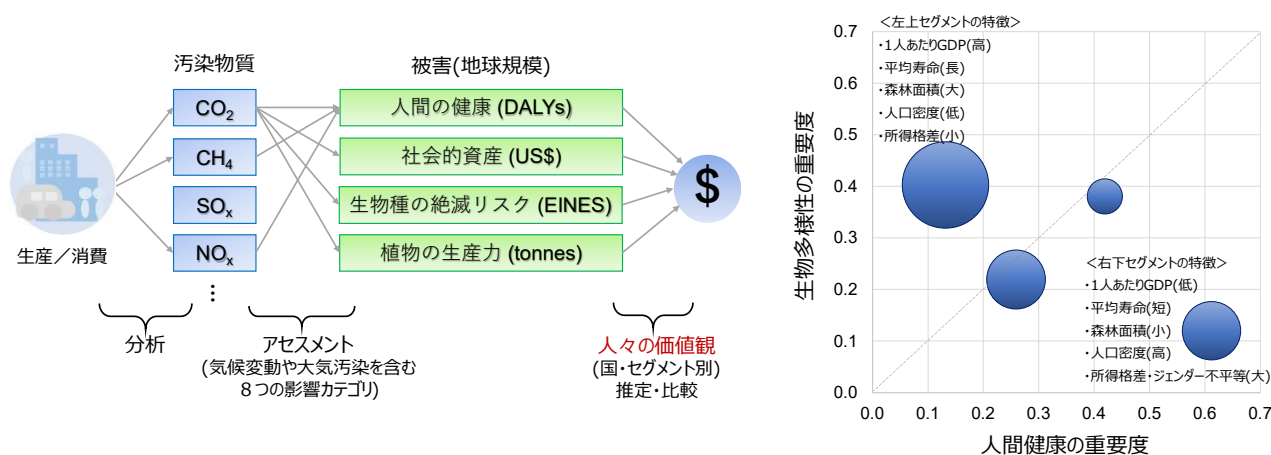 汚染物質
被害(地球規模)
CO₂
CH₄
SOₓ
NOₓ
⋮
人間の健康 (DALYs)
社会的資産 (US$)
生物種の絶滅リスク (EINES)
植物の生産力 (tonnes)
$
生産／消費
分析
アセスメント
(気候変動や大気汚染を含む
８つの影響カテゴリ)
人々の価値観
(国・セグメント別)
推定・比較
生物多様性の重要度
0.7
0.6
0.5
0.4
0.3
0.2
0.1
0.0
＜左上セグメントの特徴＞
・1人あたりGDP(高)
・平均寿命(長)
・森林面積(大)
・人口密度(低)
・所得格差(小)
＜右下セグメントの特徴＞
・1人あたりGDP(低)
・平均寿命(短)
・森林面積(小)
・人口密度(高)
・所得格差・ジェンダー不平等(大)
0.0 0.1 0.2 0.3 0.4 0.5 0.6 0.7
人間健康の重要度